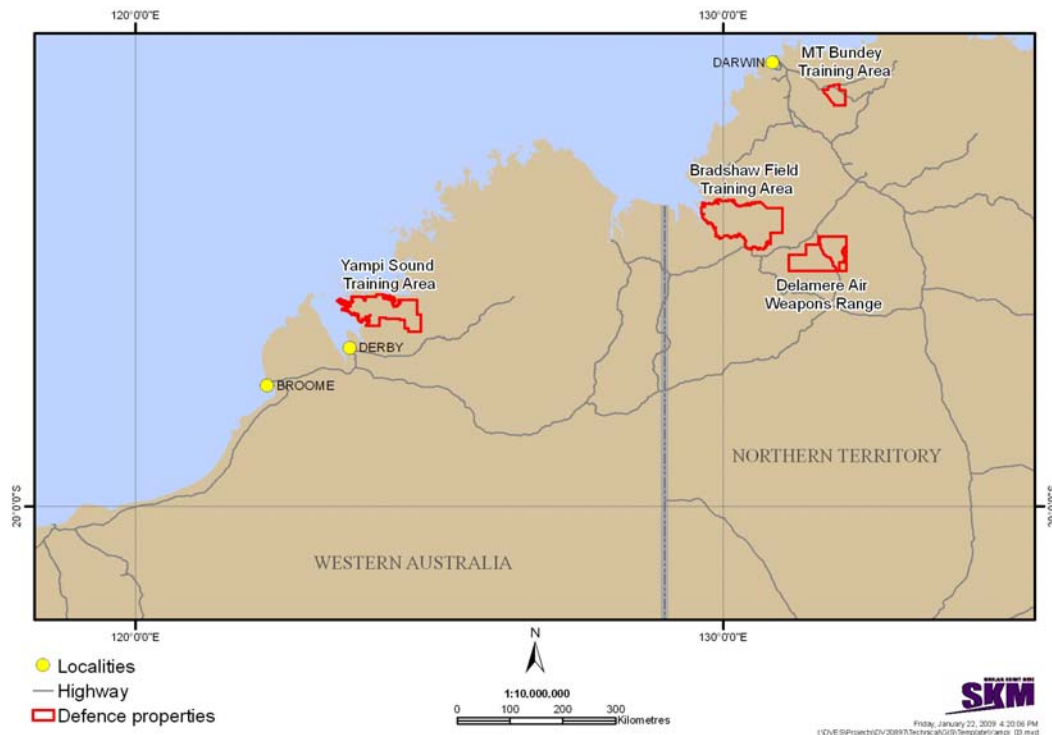 120°0'0"E
130°0'0"E
DARWIN
MT Bundey
Training Area
Bradshaw Field
Training Area
Yampi Sound
Training Area
Delamere Air
Weapons Range
DERBY
BROOME
NORTHERN TERRITORY
20°0'0"S
20°0'0"S
WESTERN AUSTRALIA
120°0'0"E
130°0'0"E
N
Localities
Highway
Defence properties
1:10,000,000
0 100 200 300
Kilometres
SKM
Friday, January 22, 2009 4:20:06 PM